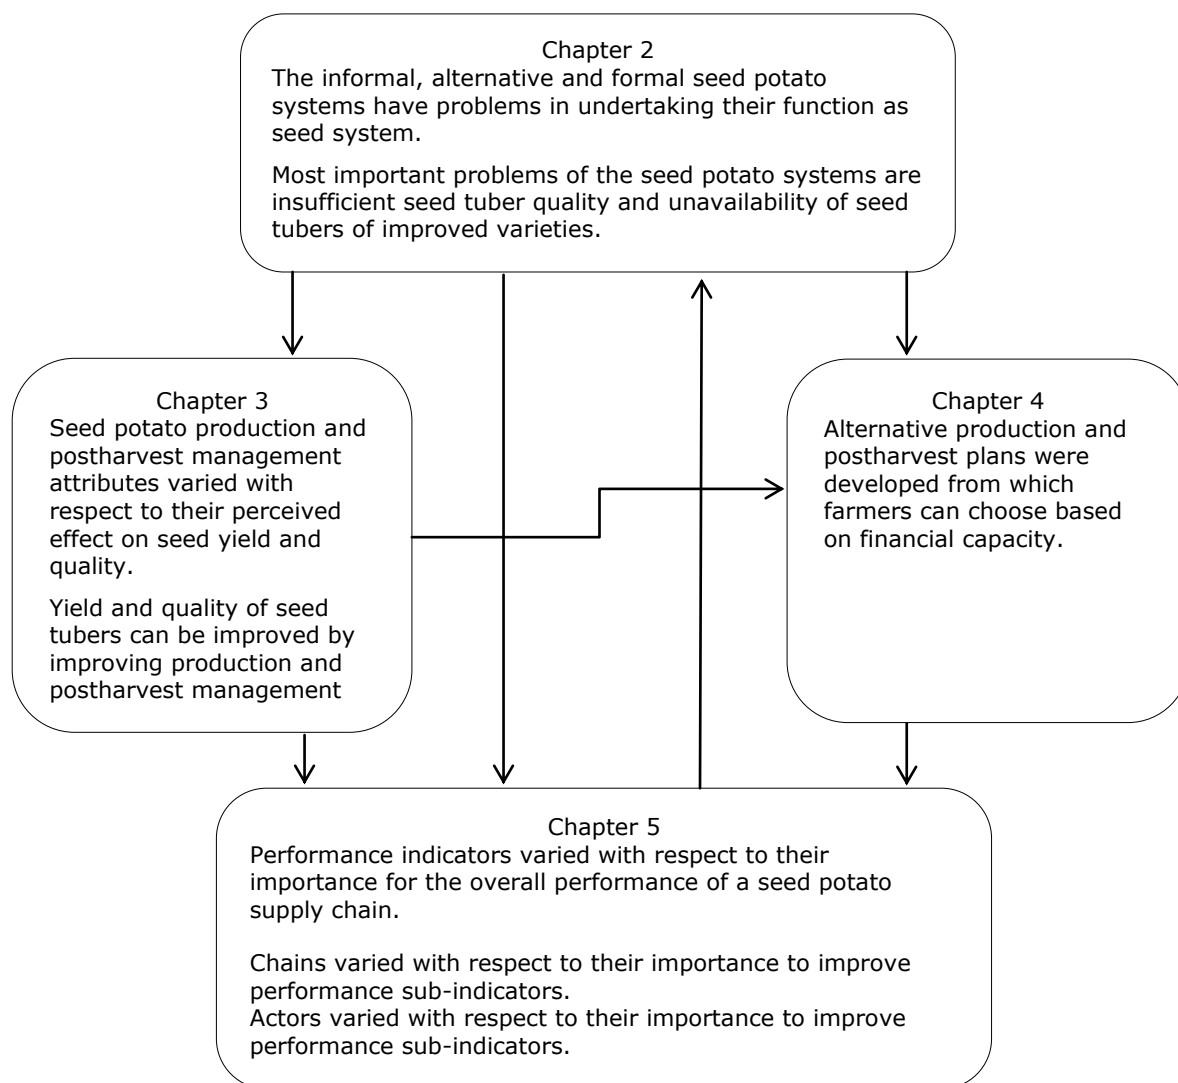 Chapter 2
The informal, alternative and formal seed potato
systems have problems in undertaking their function as
seed system.
Most important problems of the seed potato systems are
insufficient seed tuber quality and unavailability of seed
tubers of improved varieties.
Chapter 3
Seed potato production and
postharvest management
attributes varied with
respect to their perceived
effect on seed yield and
quality.
Yield and quality of seed
tubers can be improved by
improving production and
postharvest management
Chapter 4
Alternative production and
postharvest plans were
developed from which
farmers can choose based
on financial capacity.
Chapter 5
Performance indicators varied with respect to their
importance for the overall performance of a seed potato
supply chain.
Chains varied with respect to their importance to improve
performance sub-indicators.
Actors varied with respect to their importance to improve
performance sub-indicators.